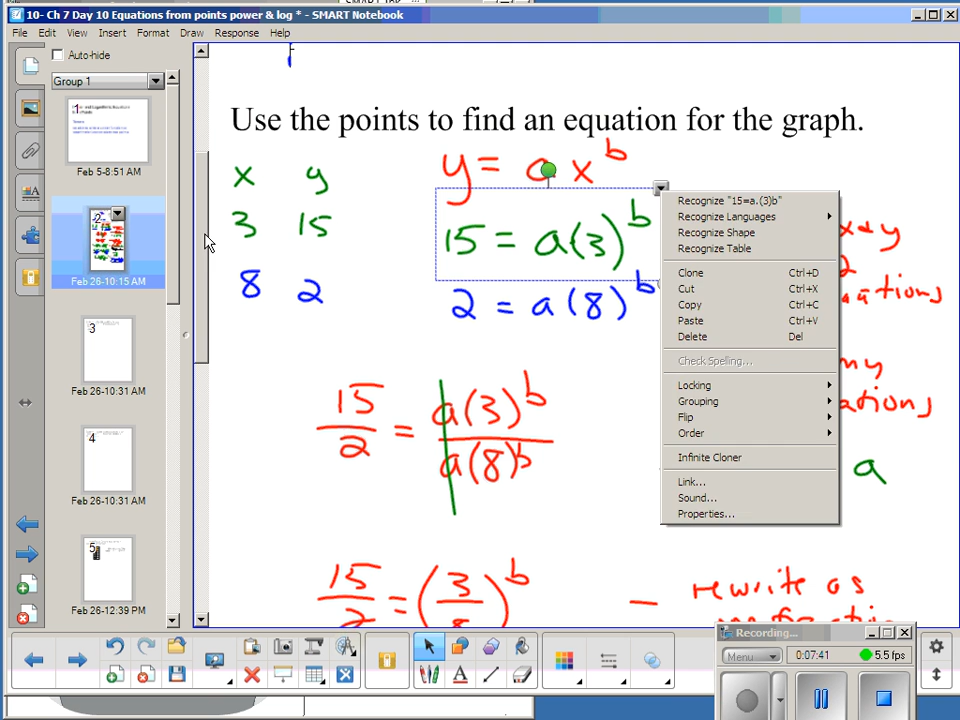 10- Ch 7 Day 10 Equations from points power & log * - SMART Notebook
File Edit View Insert Format Draw Response Help
Auto-hide
Group 1
1
Feb 5-8:51 AM
2
Feb 26-10:15 AM
3
Feb 26-10:31 AM
4
Feb 26-10:31 AM
5
Feb 26-12:39 PM
Use the points to find an equation for the graph.
x y
3 15
8 2
y = a x^b
15 = a(3)^b
2 = a(8)^b
15/2 = a(3)^b / a(8)^b
15/2 = (3/8)^b
x & y
2
my
a
– rewrite as
Recognize "15=a.(3)b"
Recognize Languages
Recognize Shape
Recognize Table
Clone Ctrl+D
Cut Ctrl+X
Copy Ctrl+C
Paste Ctrl+V
Delete Del
Check Spelling...
Locking
Grouping
Flip
Order
Infinite Cloner
Link...
Sound...
Properties...
Recording...
Menu 0:07:41 5.5 fps